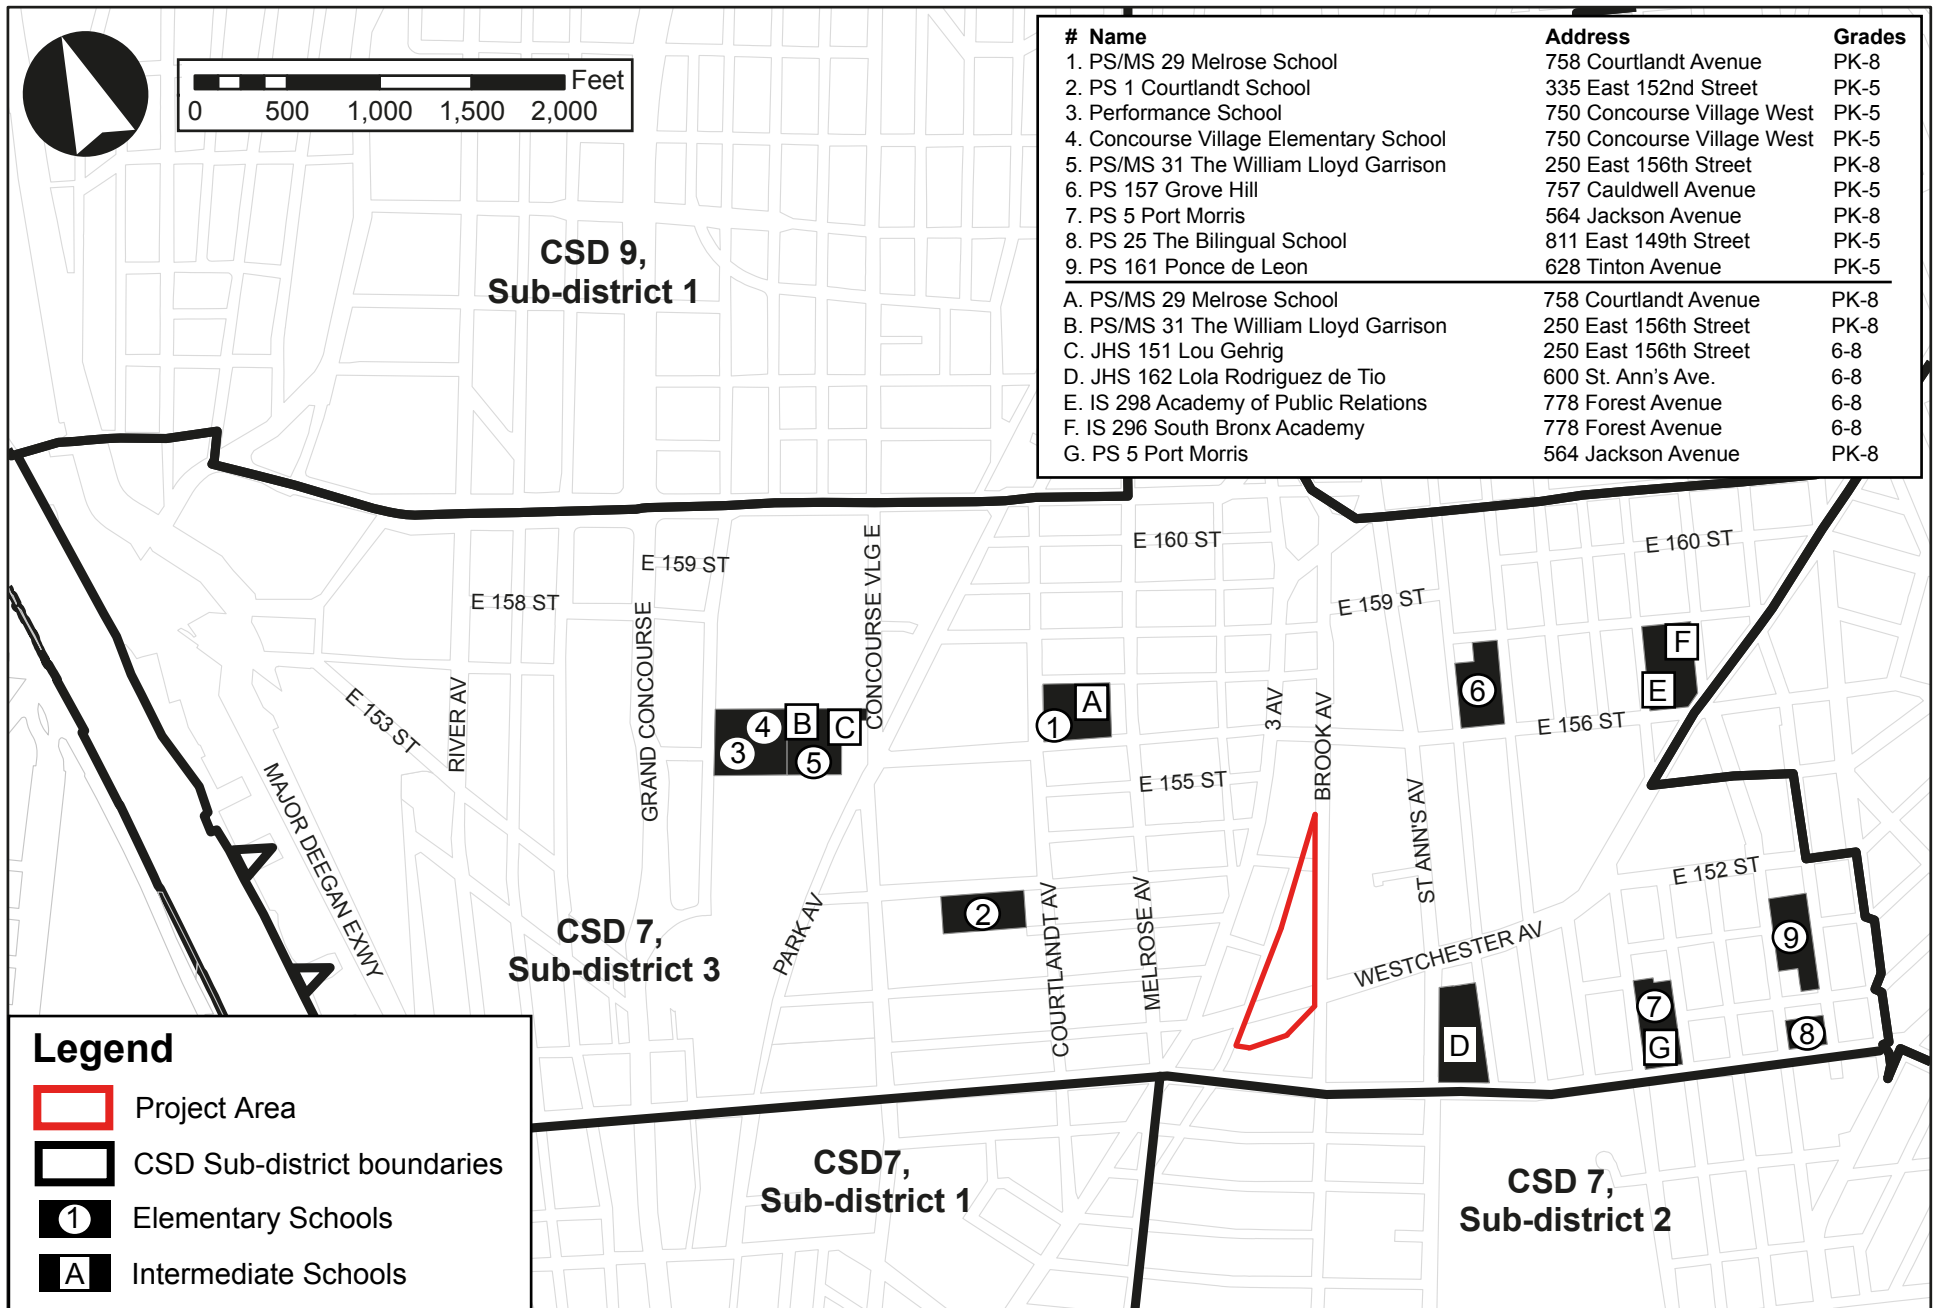 Feet
0 500 1,000 1,500 2,000
# Name Address Grades
1. PS/MS 29 Melrose School 758 Courtlandt Avenue PK-8
2. PS 1 Courtlandt School 335 East 152nd Street PK-5
3. Performance School 750 Concourse Village West PK-5
4. Concourse Village Elementary School 750 Concourse Village West PK-5
5. PS/MS 31 The William Lloyd Garrison 250 East 156th Street PK-8
6. PS 157 Grove Hill 757 Cauldwell Avenue PK-5
7. PS 5 Port Morris 564 Jackson Avenue PK-8
8. PS 25 The Bilingual School 811 East 149th Street PK-5
9. PS 161 Ponce de Leon 628 Tinton Avenue PK-5
A. PS/MS 29 Melrose School 758 Courtlandt Avenue PK-8
B. PS/MS 31 The William Lloyd Garrison 250 East 156th Street PK-8
C. JHS 151 Lou Gehrig 250 East 156th Street 6-8
D. JHS 162 Lola Rodriguez de Tio 600 St. Ann's Ave. 6-8
E. IS 298 Academy of Public Relations 778 Forest Avenue 6-8
F. IS 296 South Bronx Academy 778 Forest Avenue 6-8
G. PS 5 Port Morris 564 Jackson Avenue PK-8
CSD 9,
Sub-district 1
E 160 ST
E 160 ST
E 159 ST
E 159 ST
E 158 ST
CONCOURSE VLG E
GRAND CONCOURSE
RIVER AV
E 153 ST
MAJOR DEEGAN EXWY
3 AV
BROOK AV
E 156 ST
E 155 ST
ST ANN'S AV
E 152 ST
WESTCHESTER AV
PARK AV
COURTLANDT AV
MELROSE AV
F
E
6
A
1
4
B
C
3
5
2
9
7
8
D
G
CSD 7,
Sub-district 3
CSD7,
Sub-district 1
CSD 7,
Sub-district 2
Legend
Project Area
CSD Sub-district boundaries
1 Elementary Schools
A Intermediate Schools